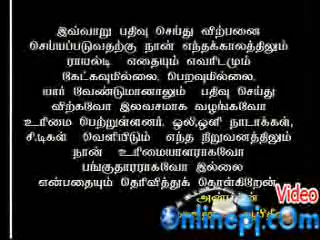 இவ்வாறு பதிவு செய்து விற்பனை
செய்யப்படுவதற்கு நான் எந்தக்காலத்திலும்
ராயல்டி எதையும் எவரிடமும்
கேட்கவுமில்லை. பெறவுமில்லை.
யார் வேண்டுமானாலும் பதிவு செய்து
விற்கவோ இலவசமாக வழங்கவோ
உரிமை பெற்றுள்ளனர். ஒலி,ஒளி நாடாக்கள்,
சி.டிகள் வெளியிடும் எந்த நிறுவனத்திலும்
நான் உரிமையாளராகவோ
பங்குதாரராகவோ இல்லை
என்பதையும் தெரிவித்துக் கொள்கிறேன்.
Video
Onlinepj.com